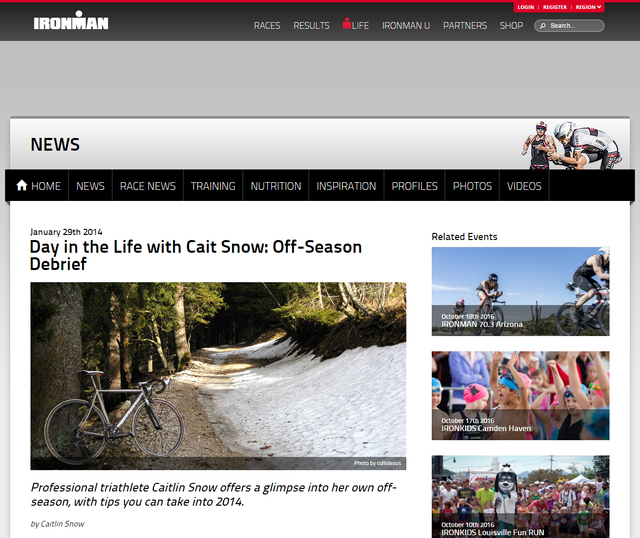 LOGIN | REGISTER | REGION
IRONMAN
RACES RESULTS LIFE IRONMAN U PARTNERS SHOP Search...
NEWS
HOME NEWS RACE NEWS TRAINING NUTRITION INSPIRATION PROFILES PHOTOS VIDEOS
January 29th 2014
Day in the Life with Cait Snow: Off-Season
Debrief
Photo by collideous
Professional triathlete Caitlin Snow offers a glimpse into her own off-
season, with tips you can take into 2014.
by Caitlin Snow
Related Events
October 18th 2016
IRONMAN 70.3 Arizona
October 17th 2016
IRONKIDS Camden Haven
October 10th 2016
IRONKIDS Louisville Fun RUN